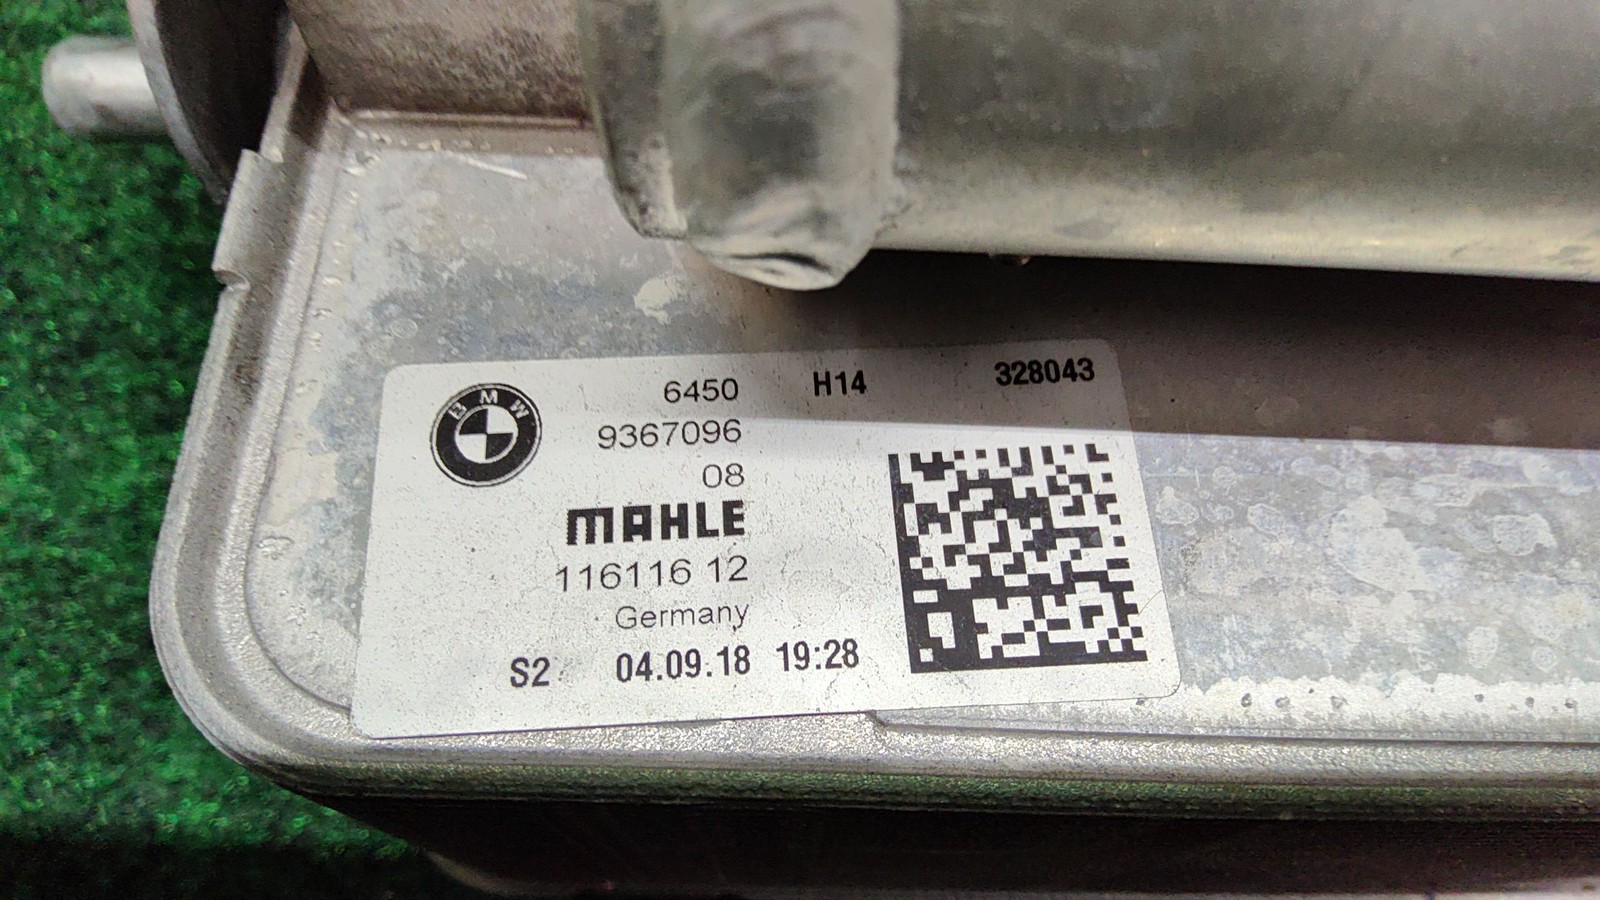 BMW
6450 H14 328043
9367096
08
MAHLE
116116 12
Germany
S2 04.09.18 19:28